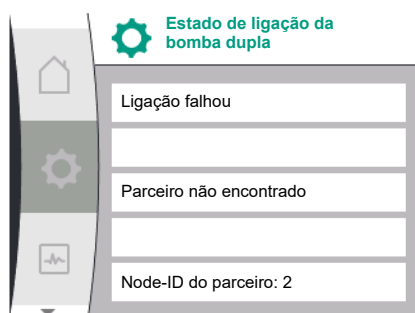 Estado de ligação da
bomba dupla
Ligação falhou
Parceiro não encontrado
Node-ID do parceiro: 2